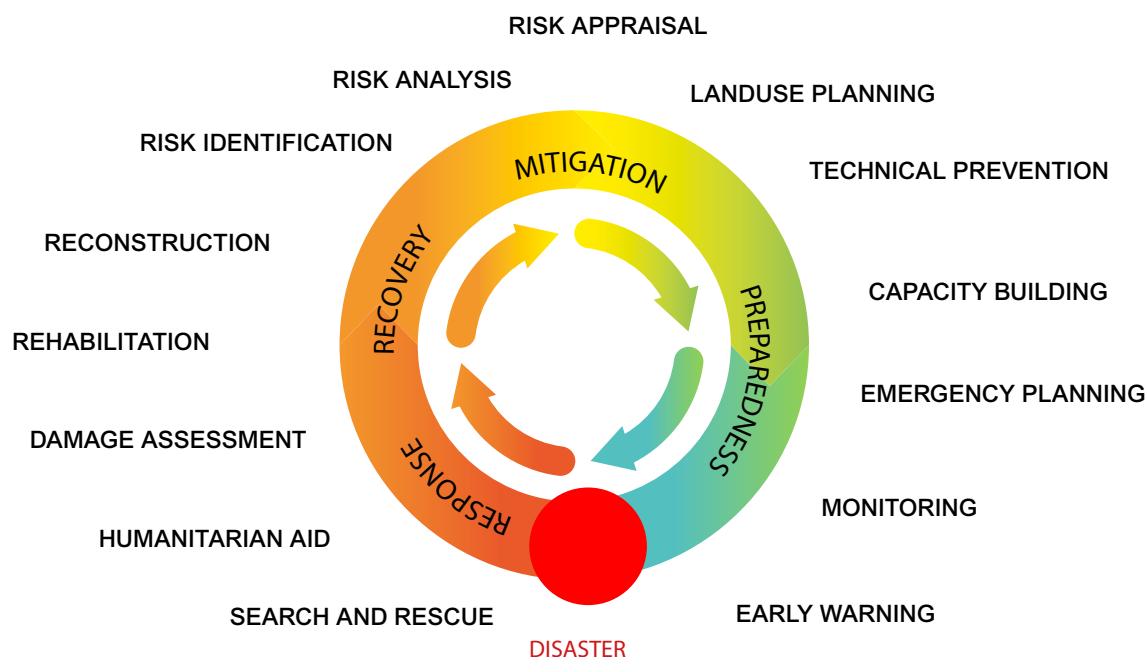 RISK APPRAISAL
RISK ANALYSIS
LANDUSE PLANNING
RISK IDENTIFICATION
MITIGATION
TECHNICAL PREVENTION
RECONSTRUCTION
RECOVERY
PREPAREDNESS
CAPACITY BUILDING
REHABILITATION
EMERGENCY PLANNING
DAMAGE ASSESSMENT
RESPONSE
MONITORING
HUMANITARIAN AID
SEARCH AND RESCUE
EARLY WARNING
DISASTER